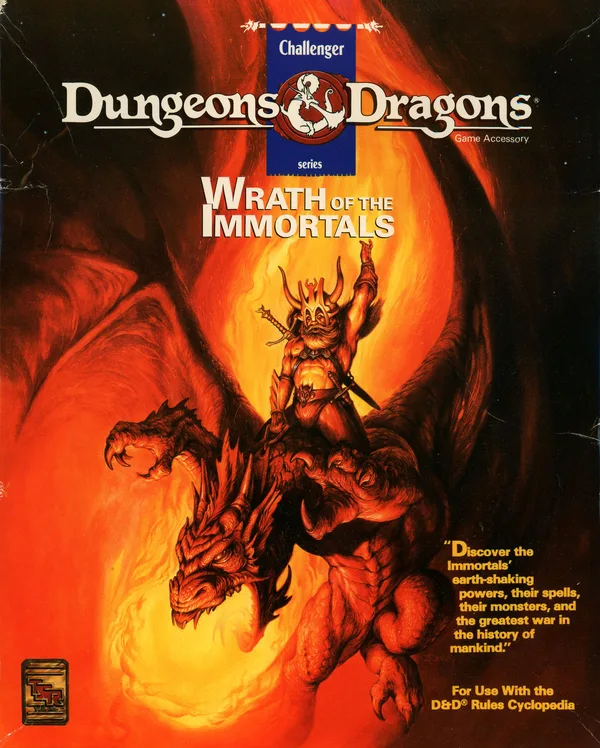 Challenger
Dungeons & Dragons®
Game Accessory
series
WRATH OF THE
IMMORTALS
"Discover the
Immortals'
earth-shaking
powers, their spells,
their monsters, and
the greatest war in
the history of
mankind."
For Use With the
D&D® Rules Cyclopedia
TSR